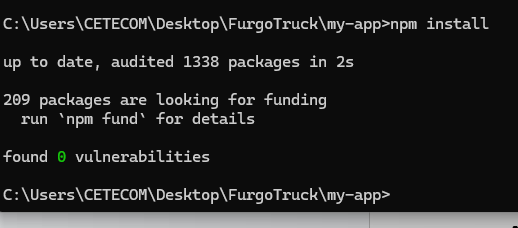 C:\Users\CETECOM\Desktop\FurgoTruck\my-app>npm install
up to date, audited 1338 packages in 2s
209 packages are looking for funding
  run `npm fund` for details
found 0 vulnerabilities
C:\Users\CETECOM\Desktop\FurgoTruck\my-app>